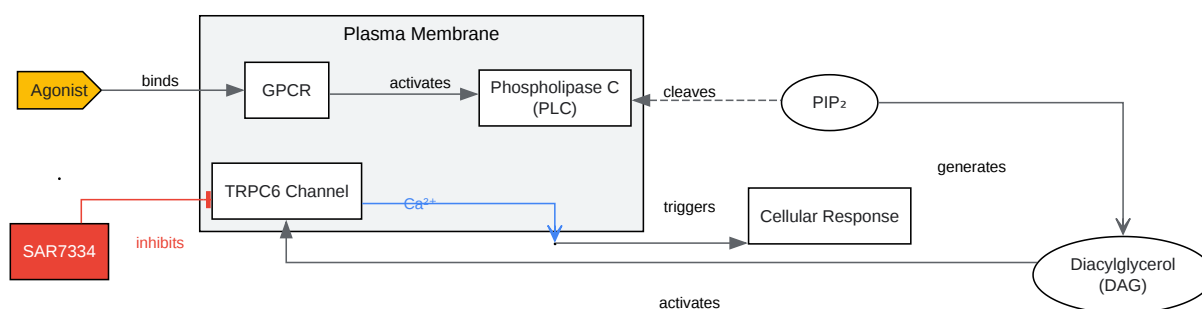 Plasma Membrane
Agonist
binds
GPCR
activates
Phospholipase C
(PLC)
cleaves
PIP₂
generates
TRPC6 Channel
Ca²⁺
triggers
Cellular Response
SAR7334
inhibits
Diacylglycerol
(DAG)
activates